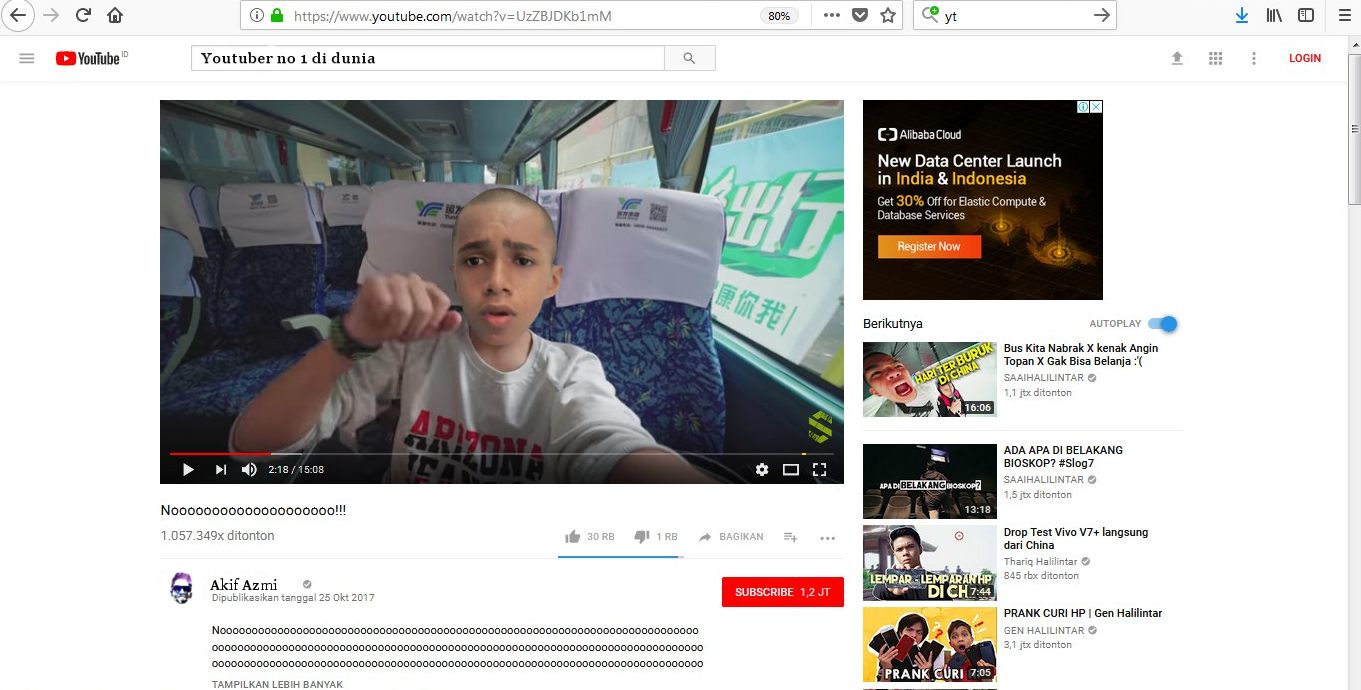 https://www.youtube.com/watch?v=UzZBJDKb1mM
80%
yt
YouTube ID
Youtuber no 1 di dunia
LOGIN
出行
康你我
ARIZONA
2:18 / 15:08
Alibaba Cloud
New Data Center Launch
in India & Indonesia
Get 30% Off for Elastic Compute &
Database Services
Register Now
Noooooooooooooooooooo!!!
1.057.349x ditonton
30 RB
1 RB
BAGIKAN
Akif Azmi
Dipublikasikan tanggal 25 Okt 2017
SUBSCRIBE 1,2 JT
TAMPILKAN LEBIH BANYAK
Berikutnya
AUTOPLAY
HARI TER BURUK
DI CHINA
16:06
Bus Kita Nabrak X kenak Angin
Topan X Gak Bisa Belanja :'(
SAAIHALILINTAR
1,1 jtx ditonton
APA DI BELAKANG BIOSKOP?
13:18
ADA APA DI BELAKANG
BIOSKOP? #Slog7
SAAIHALILINTAR
1,5 jtx ditonton
LEMPAR - LEMPARAN HP
DI CH
7:44
Drop Test Vivo V7+ langsung
dari China
Thariq Halilintar
845 rbx ditonton
PRANK CURI
7:05
PRANK CURI HP | Gen Halilintar
GEN HALILINTAR
3,1 jtx ditonton